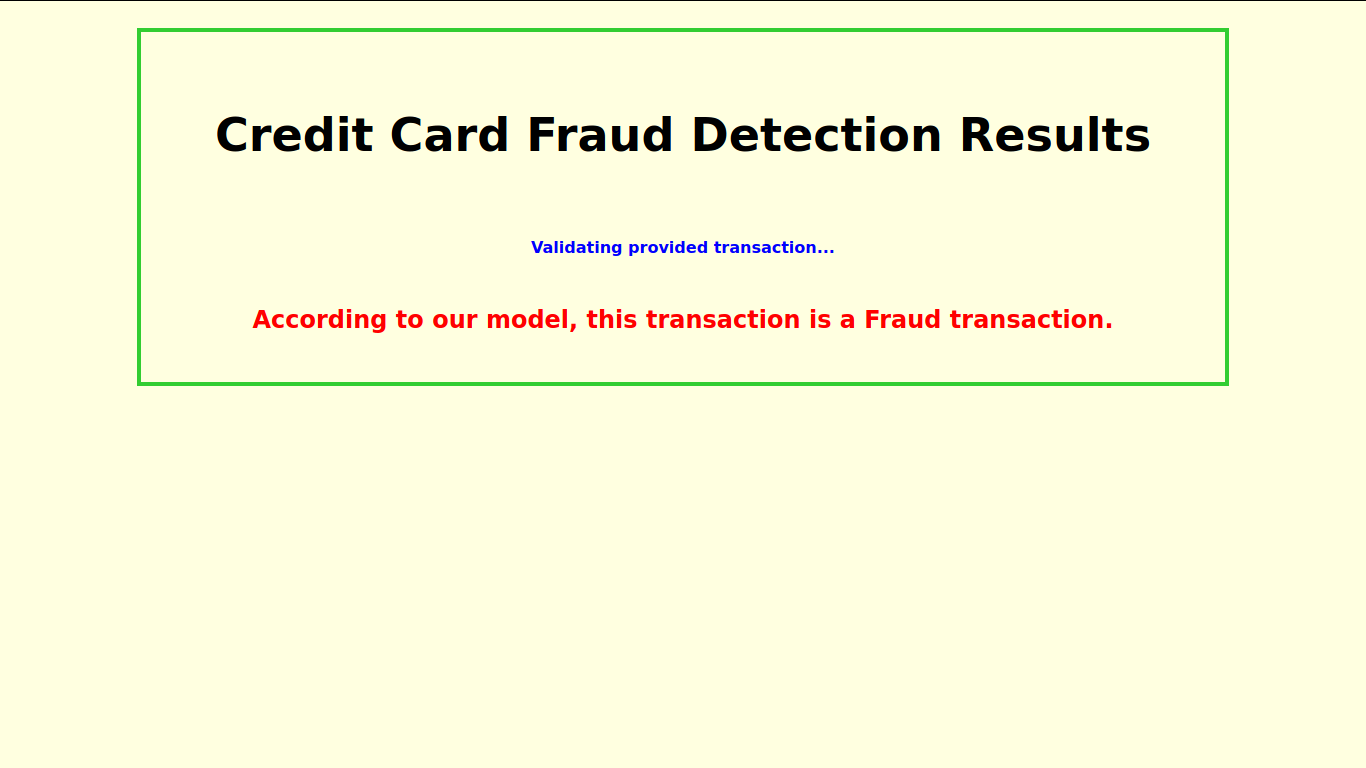 Credit Card Fraud Detection Results
Validating provided transaction...
According to our model, this transaction is a Fraud transaction.